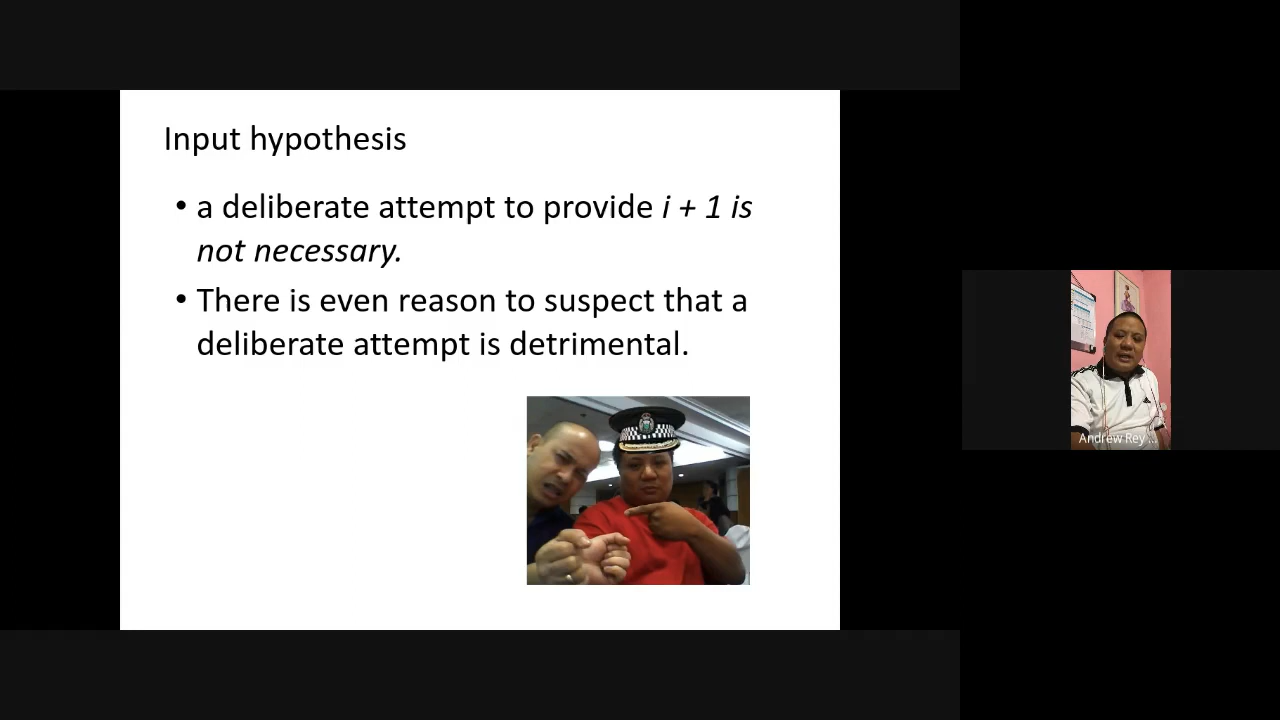 Input hypothesis
• a deliberate attempt to provide i + 1 is
not necessary.
• There is even reason to suspect that a
deliberate attempt is detrimental.
Andrew Rey ...